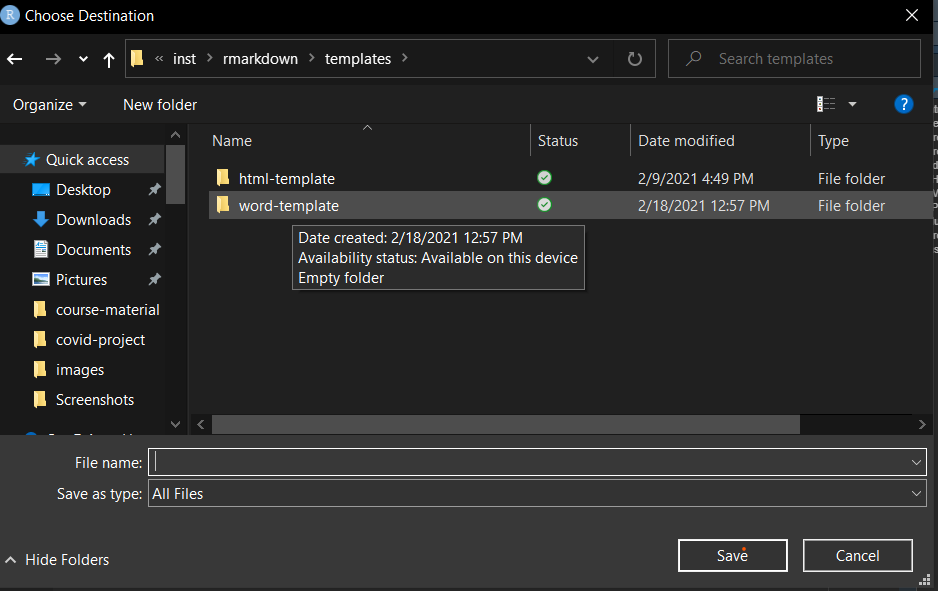 R Choose Destination
« inst > rmarkdown > templates >
Search templates
Organize New folder
?
Name Status Date modified Type
Quick access
Desktop
Downloads
Documents
Pictures
course-material
covid-project
images
Screenshots
html-template 2/9/2021 4:49 PM File folder
word-template 2/18/2021 12:57 PM File folder
Date created: 2/18/2021 12:57 PM
Availability status: Available on this device
Empty folder
File name:
Save as type: All Files
Hide Folders
Save Cancel